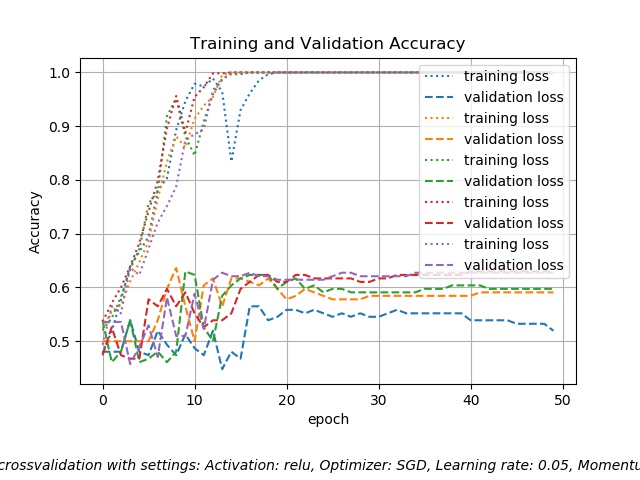 Training and Validation Accuracy
1.0
0.9
0.8
0.7
0.6
0.5
Accuracy
training loss
validation loss
training loss
validation loss
training loss
validation loss
training loss
validation loss
training loss
validation loss
0 10 20 30 40 50
epoch
crossvalidation with settings: Activation: relu, Optimizer: SGD, Learning rate: 0.05, Momentu